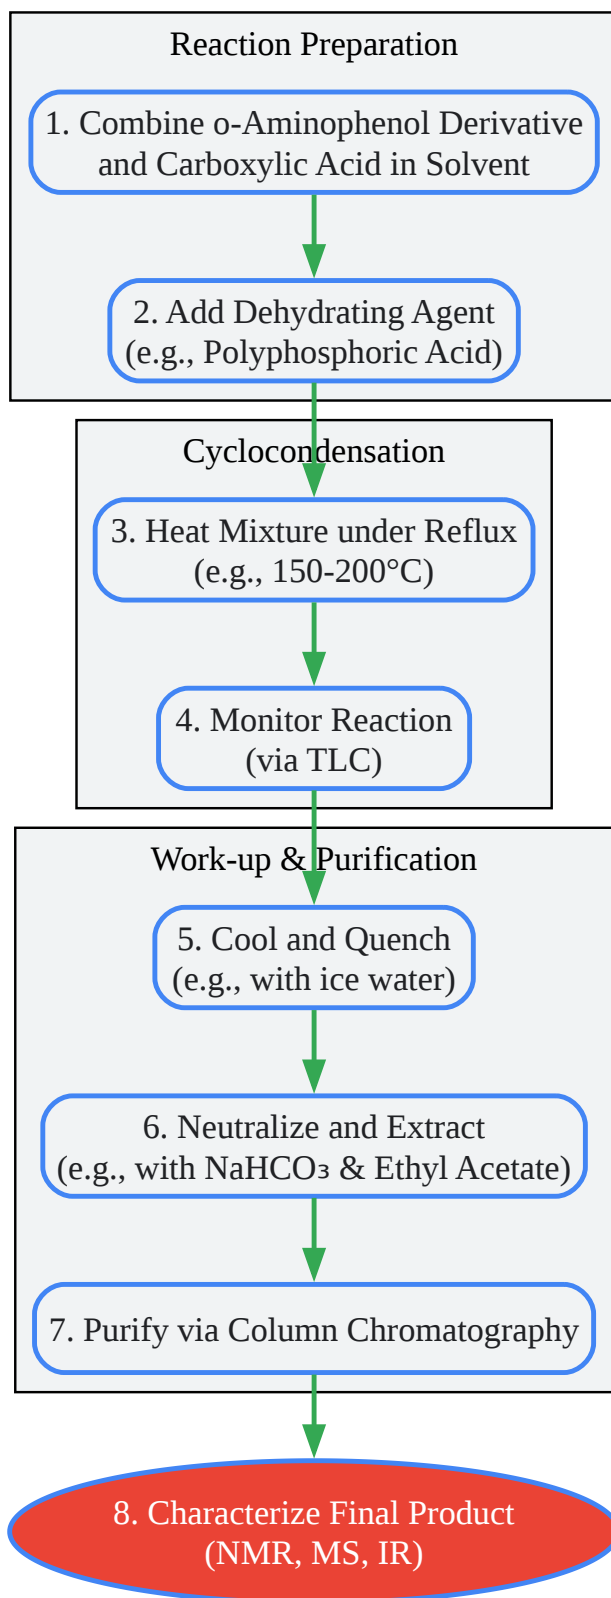 Reaction Preparation
1. Combine o-Aminophenol Derivative
and Carboxylic Acid in Solvent
2. Add Dehydrating Agent
(e.g., Polyphosphoric Acid)
Cyclocondensation
3. Heat Mixture under Reflux
(e.g., 150-200°C)
4. Monitor Reaction
(via TLC)
Work-up & Purification
5. Cool and Quench
(e.g., with ice water)
6. Neutralize and Extract
(e.g., with NaHCO₃ & Ethyl Acetate)
7. Purify via Column Chromatography
8. Characterize Final Product
(NMR, MS, IR)